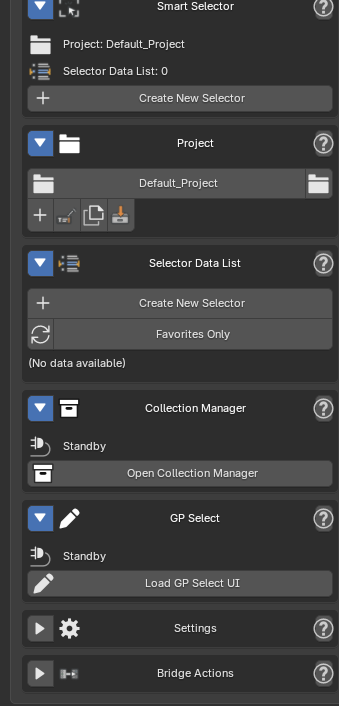 Smart Selector
Project: Default_Project
Selector Data List: 0
Create New Selector
Project
Default_Project
Selector Data List
Create New Selector
Favorites Only
(No data available)
Collection Manager
Standby
Open Collection Manager
GP Select
Standby
Load GP Select UI
Settings
Bridge Actions